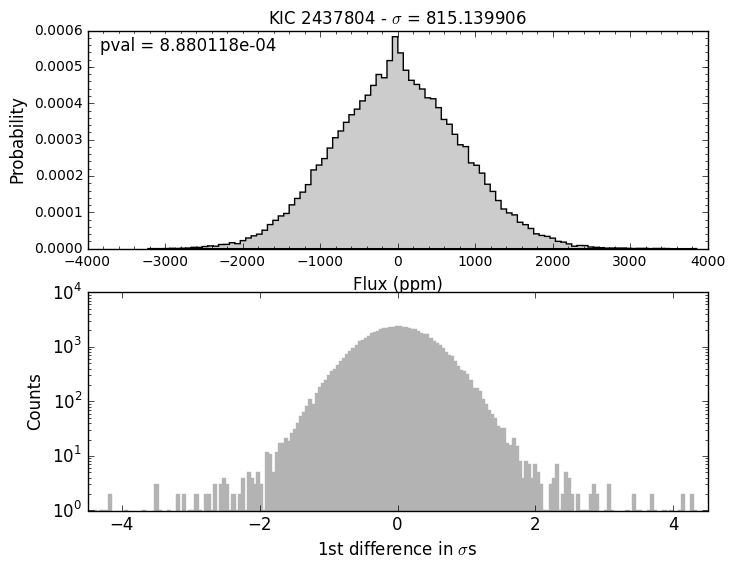 KIC 2437804 - σ = 815.139906
pval = 8.880118e-04
Probability
0.0006
0.0005
0.0004
0.0003
0.0002
0.0001
0.0000
−4000 −3000 −2000 −1000 0 1000 2000 3000 4000
Flux (ppm)
Counts
10^4
10^3
10^2
10^1
10^0
−4 −2 0 2 4
1st difference in σs